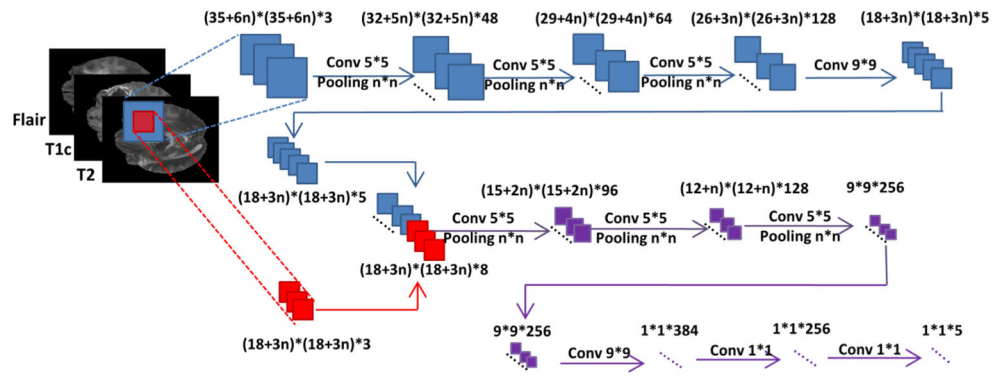 (35+6n)*(35+6n)*3
(32+5n)*(32+5n)*48
(29+4n)*(29+4n)*64
(26+3n)*(26+3n)*128
(18+3n)*(18+3n)*5
Conv 5*5
Pooling n*n
Conv 5*5
Pooling n*n
Conv 5*5
Pooling n*n
Conv 9*9
Flair
T1c
T2
(18+3n)*(18+3n)*5
(15+2n)*(15+2n)*96
(12+n)*(12+n)*128
9*9*256
Conv 5*5
Pooling n*n
Conv 5*5
Pooling n*n
Conv 5*5
Pooling n*n
(18+3n)*(18+3n)*8
(18+3n)*(18+3n)*3
9*9*256
1*1*384
1*1*256
1*1*5
Conv 9*9
Conv 1*1
Conv 1*1